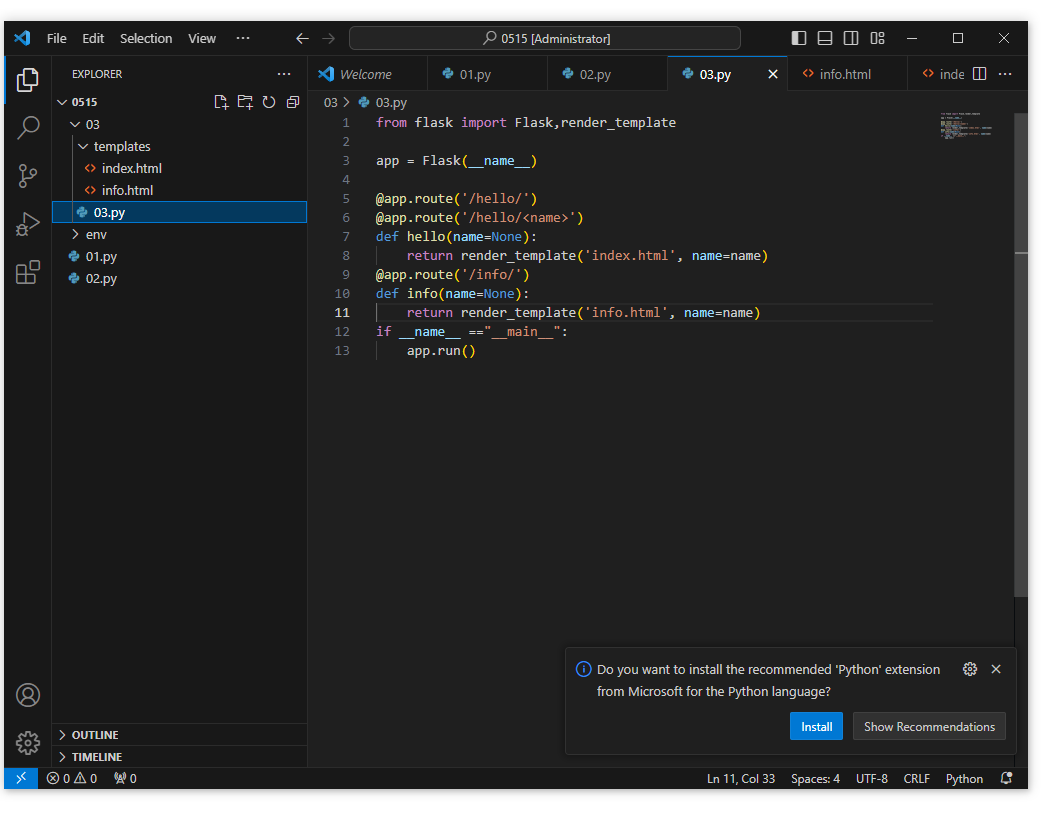 File Edit Selection View ··· 0515 [Administrator]
EXPLORER ···
0515
03
templates
index.html
info.html
03.py
env
01.py
02.py
OUTLINE
TIMELINE
Welcome 01.py 02.py 03.py info.html inde ···
03 > 03.py
1 from flask import Flask,render_template
2
3 app = Flask(__name__)
4
5 @app.route('/hello/')
6 @app.route('/hello/<name>')
7 def hello(name=None):
8     return render_template('index.html', name=name)
9 @app.route('/info/')
10 def info(name=None):
11     return render_template('info.html', name=name)
12 if __name__ =="__main__":
13     app.run()
Do you want to install the recommended 'Python' extension
from Microsoft for the Python language?
Install Show Recommendations
0 0 0 Ln 11, Col 33 Spaces: 4 UTF-8 CRLF Python